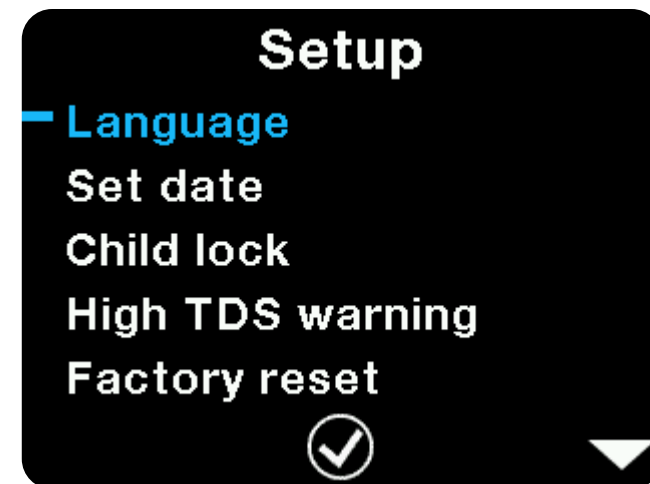 Setup
Language
Set date
Child lock
High TDS warning
Factory reset